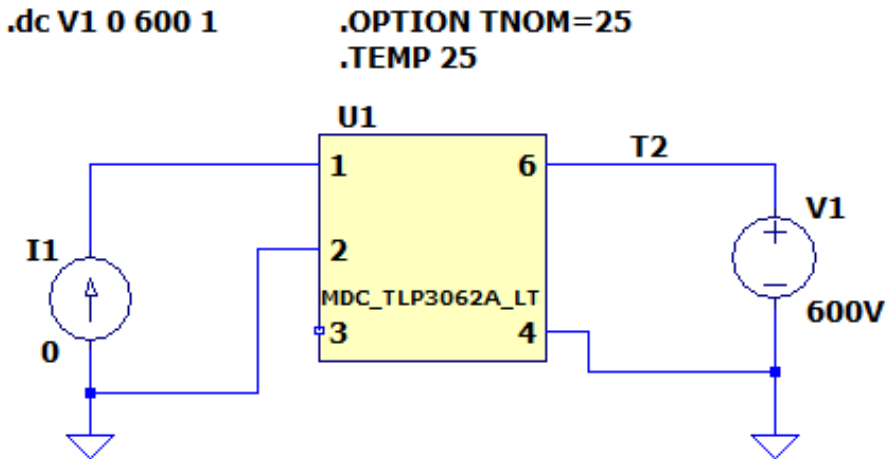 .dc V1 0 600 1
.OPTION TNOM=25
.TEMP 25
U1
1
6
T2
V1
I1
2
MDC_TLP3062A_LT
600V
3
4
0